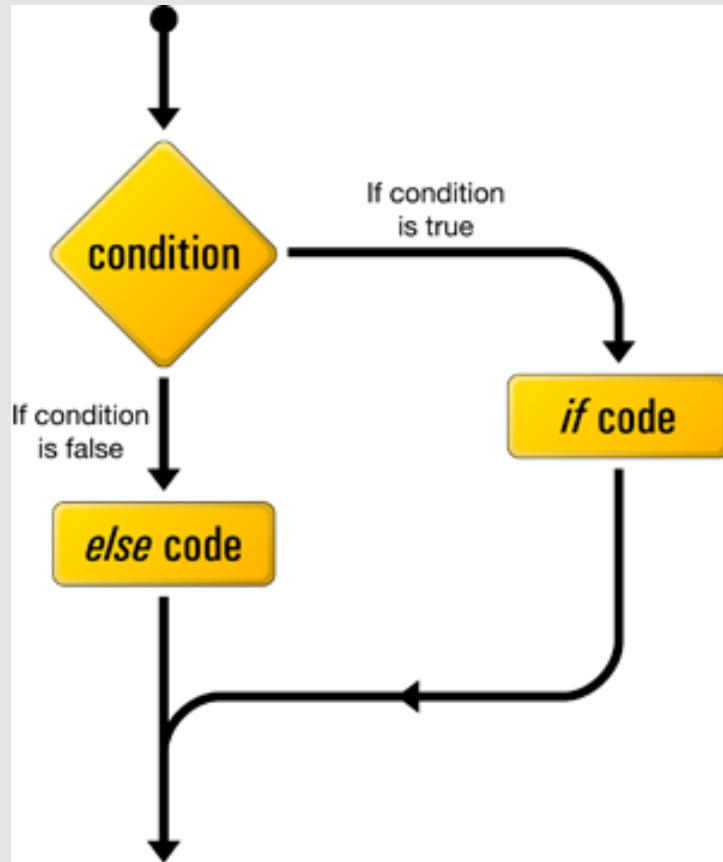 If condition
is true
condition
If condition
is false
if code
else code